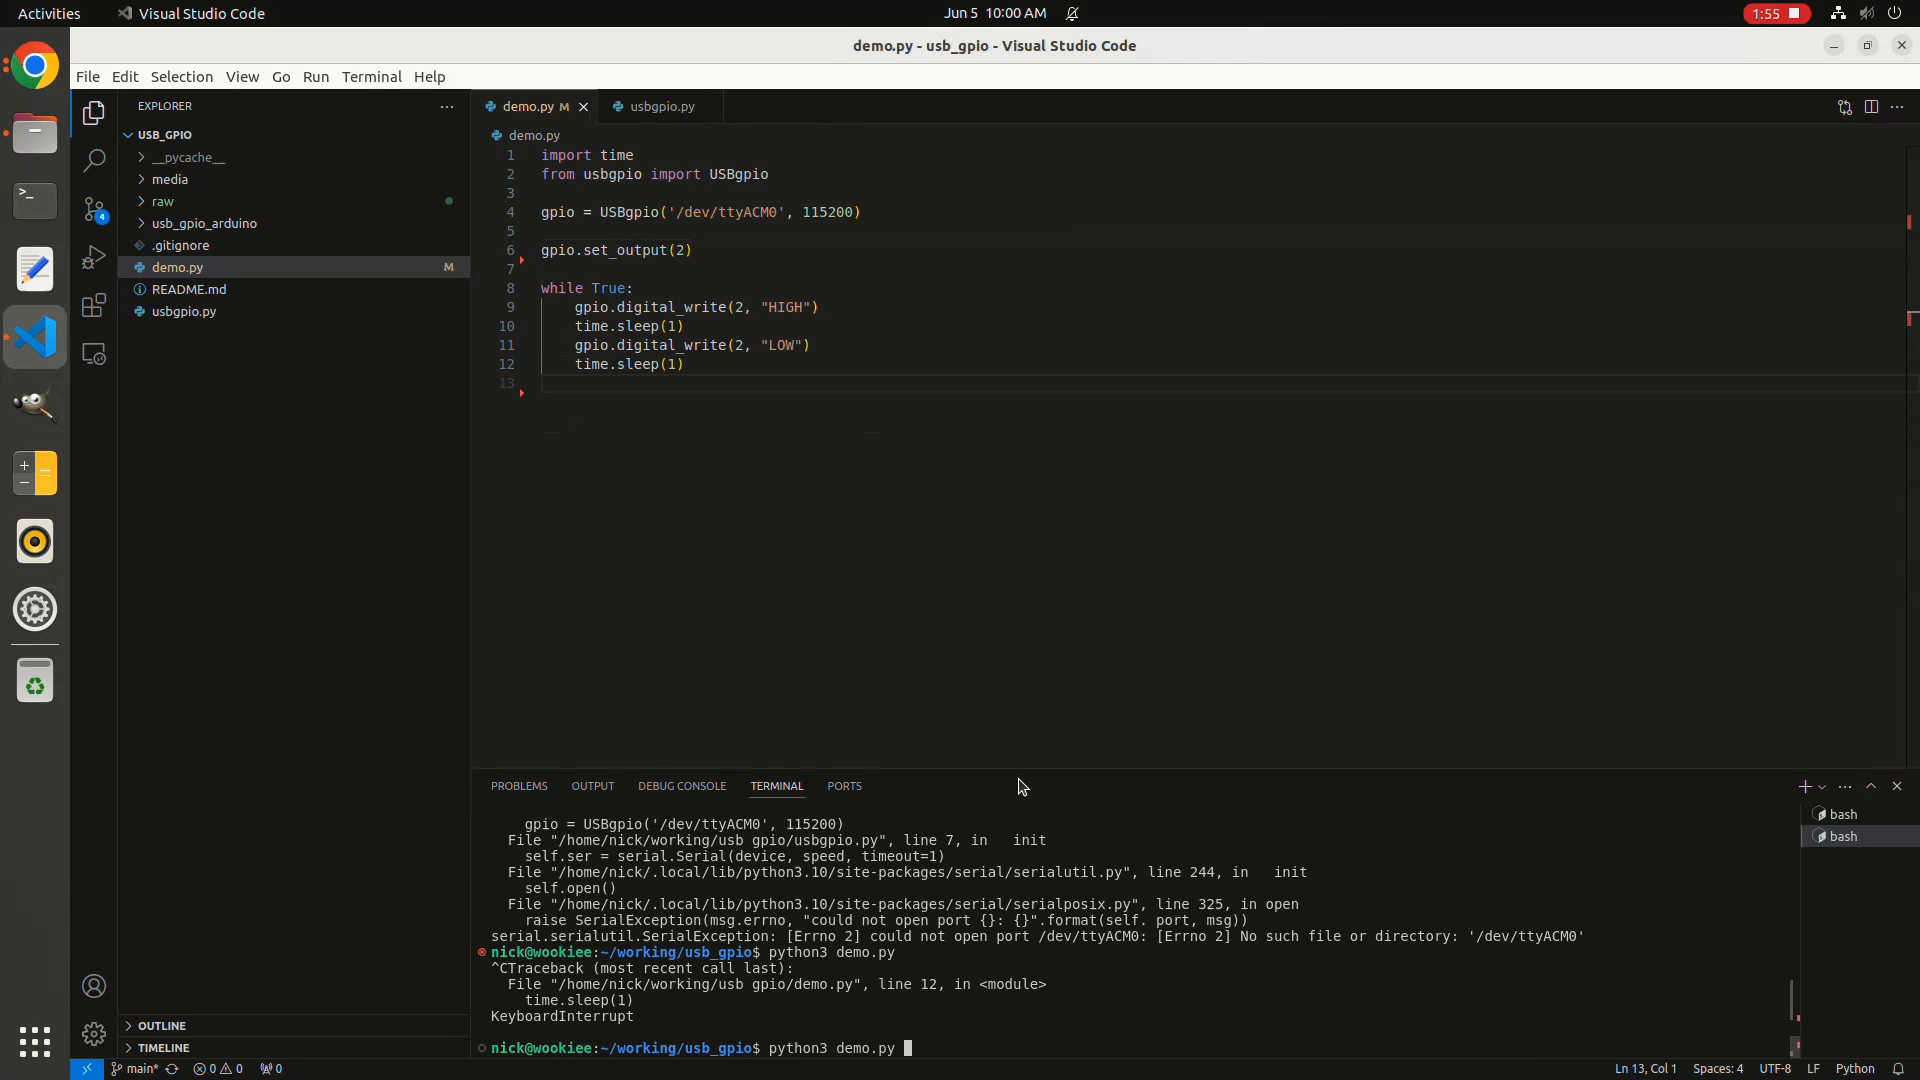 Activities
Visual Studio Code
Jun 5 10:00 AM
1:55
demo.py - usb_gpio - Visual Studio Code
File Edit Selection View Go Run Terminal Help
EXPLORER
USB_GPIO
__pycache__
media
raw
usb_gpio_arduino
.gitignore
demo.py M
README.md
usbgpio.py
OUTLINE
TIMELINE
4
demo.py M
usbgpio.py
demo.py
1 import time
2 from usbgpio import USBgpio
3
4 gpio = USBgpio('/dev/ttyACM0', 115200)
5
6 gpio.set_output(2)
7
8 while True:
9 gpio.digital_write(2, "HIGH")
10 time.sleep(1)
11 gpio.digital_write(2, "LOW")
12 time.sleep(1)
13
PROBLEMS OUTPUT DEBUG CONSOLE TERMINAL PORTS
gpio = USBgpio('/dev/ttyACM0', 115200)
File "/home/nick/working/usb gpio/usbgpio.py", line 7, in init
self.ser = serial.Serial(device, speed, timeout=1)
File "/home/nick/.local/lib/python3.10/site-packages/serial/serialutil.py", line 244, in init
self.open()
File "/home/nick/.local/lib/python3.10/site-packages/serial/serialposix.py", line 325, in open
raise SerialException(msg.errno, "could not open port {}: {}".format(self. port, msg))
serial.serialutil.SerialException: [Errno 2] could not open port /dev/ttyACM0: [Errno 2] No such file or directory: '/dev/ttyACM0'
nick@wookiee:~/working/usb_gpio$ python3 demo.py
^CTraceback (most recent call last):
File "/home/nick/working/usb gpio/demo.py", line 12, in <module>
time.sleep(1)
KeyboardInterrupt
nick@wookiee:~/working/usb_gpio$ python3 demo.py
bash
bash
main* 0 0 0
Ln 13, Col 1 Spaces: 4 UTF-8 LF Python